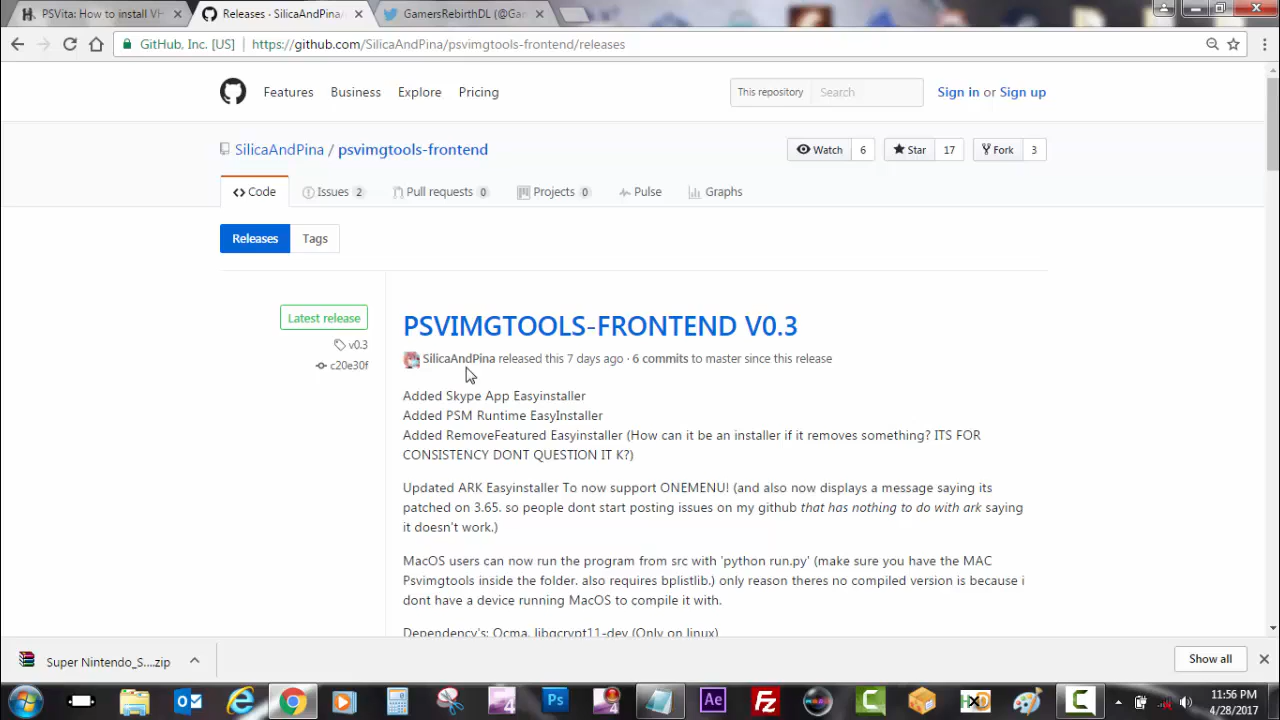 PSVita: How to install VH
Releases · SilicaAndPina/
GamersRebirthDL (@Ga
GitHub, Inc. [US]
https://github.com/SilicaAndPina/psvimgtools-frontend/releases
Features
Business
Explore
Pricing
This repository
Search
Sign in or Sign up
SilicaAndPina / psvimgtools-frontend
Watch 6
Star 17
Fork 3
Code
Issues 2
Pull requests 0
Projects 0
Pulse
Graphs
Releases
Tags
Latest release
v0.3
c20e30f
PSVIMGTOOLS-FRONTEND V0.3
SilicaAndPina released this 7 days ago · 6 commits to master since this release
Added Skype App Easyinstaller
Added PSM Runtime EasyInstaller
Added RemoveFeatured Easyinstaller (How can it be an installer if it removes something? ITS FOR
CONSISTENCY DONT QUESTION IT K?)
Updated ARK Easyinstaller To now support ONEMENU! (and also now displays a message saying its
patched on 3.65. so people dont start posting issues on my github that has nothing to do with ark saying
it doesn't work.)
MacOS users can now run the program from src with 'python run.py' (make sure you have the MAC
Psvimgtools inside the folder. also requires bplistlib.) only reason theres no compiled version is because i
dont have a device running MacOS to compile it with.
Dependency's: Qcma, libgcrypt11-dev (Only on linux)
Super Nintendo_S....zip
Show all
11:56 PM
4/28/2017